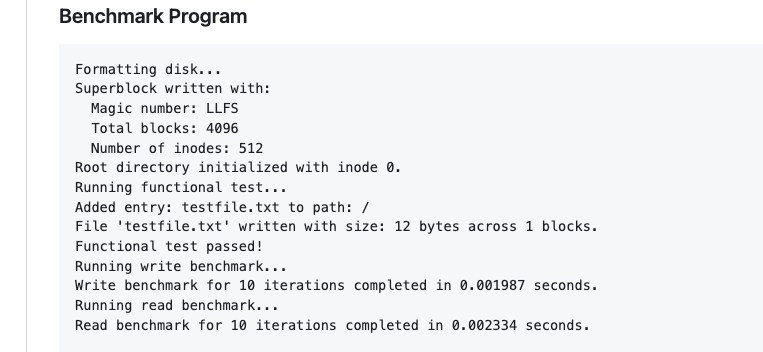 Benchmark Program
Formatting disk...
Superblock written with:
Magic number: LLFS
Total blocks: 4096
Number of inodes: 512
Root directory initialized with inode 0.
Running functional test...
Added entry: testfile.txt to path: /
File 'testfile.txt' written with size: 12 bytes across 1 blocks.
Functional test passed!
Running write benchmark...
Write benchmark for 10 iterations completed in 0.001987 seconds.
Running read benchmark...
Read benchmark for 10 iterations completed in 0.002334 seconds.